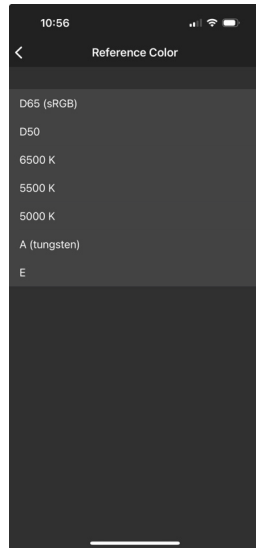 10:56
Reference Color
D65 (sRGB)
D50
6500 K
5500 K
5000 K
A (tungsten)
E